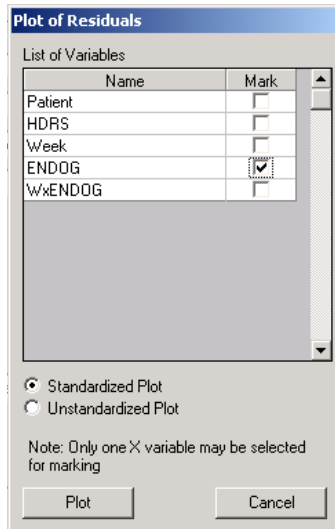 Plot of Residuals
List of Variables
Name Mark
Patient
HDRS
Week
ENDOG
WxENDOG
Standardized Plot
Unstandardized Plot
Note: Only one X variable may be selected
for marking
Plot Cancel